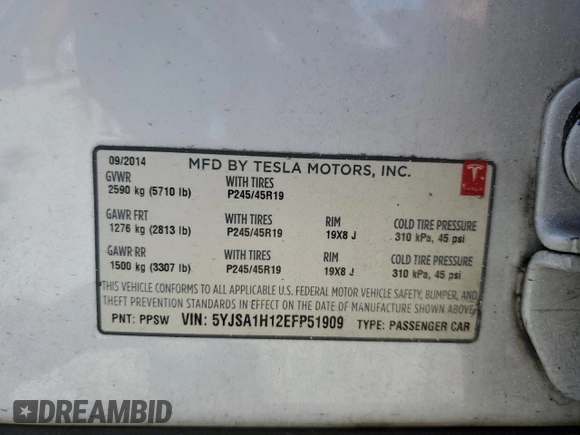 09/2014 MFD BY TESLA MOTORS, INC.
GVWR WITH TIRES
2590 kg (5710 lb) P245/45R19
GAWR FRT WITH TIRES RIM COLD TIRE PRESSURE
1276 kg (2813 lb) P245/45R19 19X8 J 310 kPa, 45 psi
GAWR RR WITH TIRES RIM COLD TIRE PRESSURE
1500 kg (3307 lb) P245/45R19 19X8 J 310 kPa, 45 psi
THIS VEHICLE CONFORMS TO ALL APPLICABLE U.S. FEDERAL MOTOR VEHICLE SAFETY, BUMPER, AND
THEFT PREVENTION STANDARDS IN EFFECT ON THE DATE OF MANUFACTURE SHOWN ABOVE
PNT: PPSW VIN: 5YJSA1H12EFP51909 TYPE: PASSENGER CAR
DREAMBID